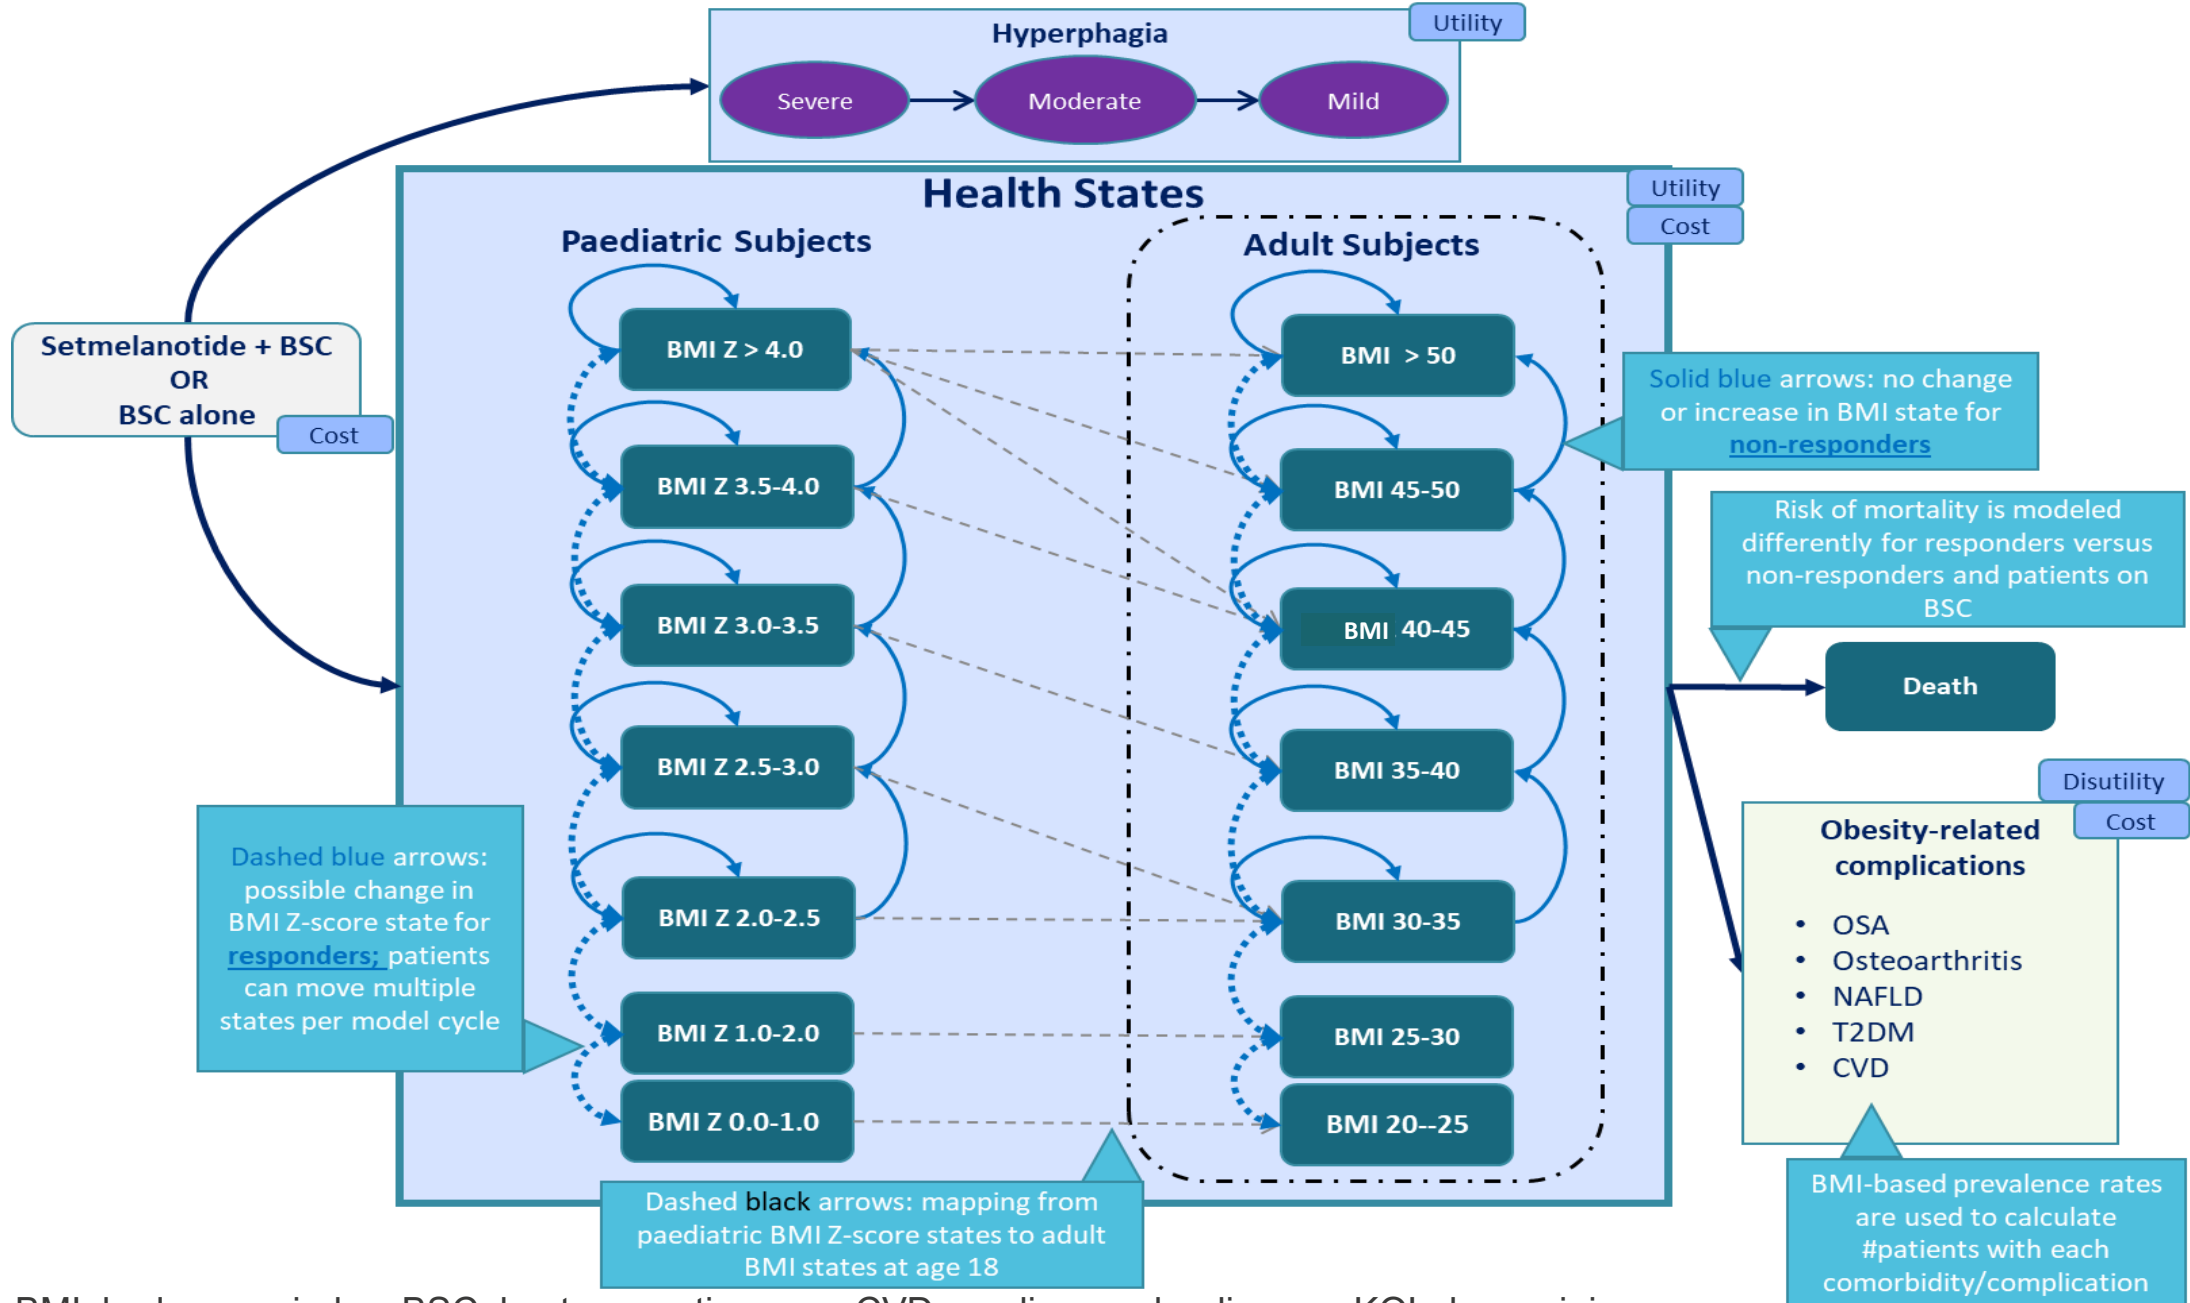 Hyperphagia
Utility
Severe
Moderate
Mild
Health States
Utility
Cost
Paediatric Subjects
Adult Subjects
Setmelanotide + BSC
OR
BSC alone
Cost
BMI Z > 4.0
BMI Z 3.5-4.0
BMI Z 3.0-3.5
BMI Z 2.5-3.0
BMI Z 2.0-2.5
BMI Z 1.0-2.0
BMI Z 0.0-1.0
BMI > 50
BMI 45-50
BMI 40-45
BMI 35-40
BMI 30-35
BMI 25-30
BMI 20--25
Solid blue arrows: no change
or increase in BMI state for
non-responders
Risk of mortality is modeled
differently for responders versus
non-responders and patients on
BSC
Death
Disutility
Cost
Obesity-related
complications
• OSA
• Osteoarthritis
• NAFLD
• T2DM
• CVD
Dashed blue arrows:
possible change in
BMI Z-score state for
responders; patients
can move multiple
states per model cycle
Dashed black arrows: mapping from
paediatric BMI Z-score states to adult
BMI states at age 18
BMI-based prevalence rates
are used to calculate
#patients with each
comorbidity/complication